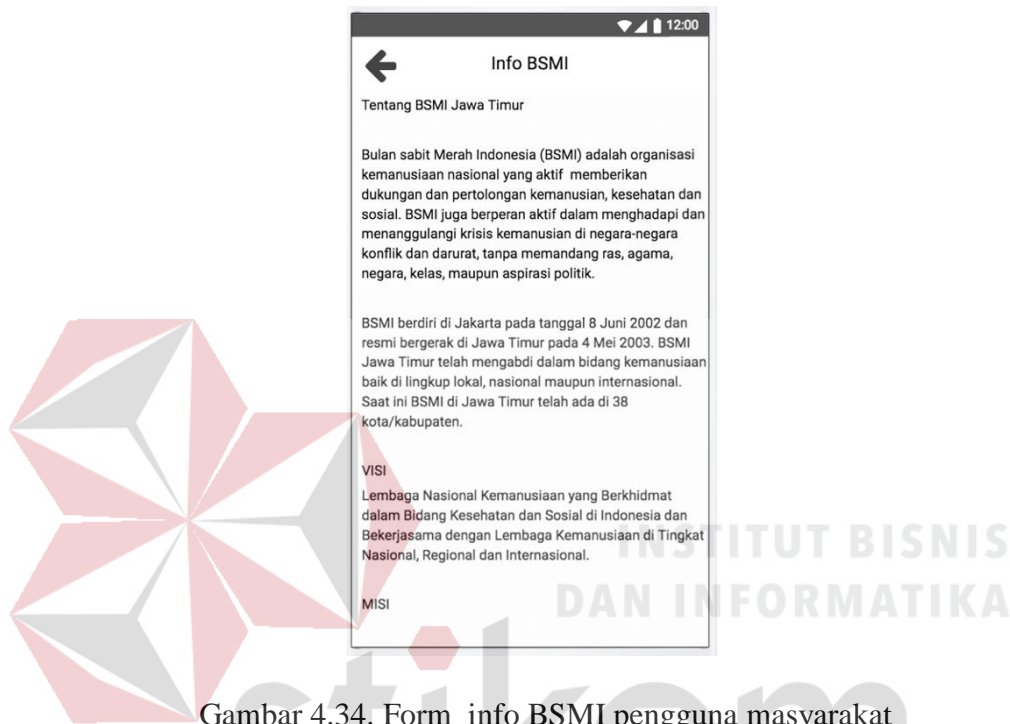 12:00
Info BSMI
Tentang BSMI Jawa Timur
Bulan sabit Merah Indonesia (BSMI) adalah organisasi
kemanusiaan nasional yang aktif memberikan
dukungan dan pertolongan kemanusian, kesehatan dan
sosial. BSMI juga berperan aktif dalam menghadapi dan
menanggulangi krisis kemanusian di negara-negara
konflik dan darurat, tanpa memandang ras, agama,
negara, kelas, maupun aspirasi politik.
BSMI berdiri di Jakarta pada tanggal 8 Juni 2002 dan
resmi bergerak di Jawa Timur pada 4 Mei 2003. BSMI
Jawa Timur telah mengabdi dalam bidang kemanusiaan
baik di lingkup lokal, nasional maupun internasional.
Saat ini BSMI di Jawa Timur telah ada di 38
kota/kabupaten.
VISI
Lembaga Nasional Kemanusiaan yang Berkhidmat
dalam Bidang Kesehatan dan Sosial di Indonesia dan
Bekerjasama dengan Lembaga Kemanusiaan di Tingkat
Nasional, Regional dan Internasional.
MISI
INSTITUT BISNIS
DAN INFORMATIKA
stikom
Gambar 4.34. Form info BSMI pengguna masyarakat